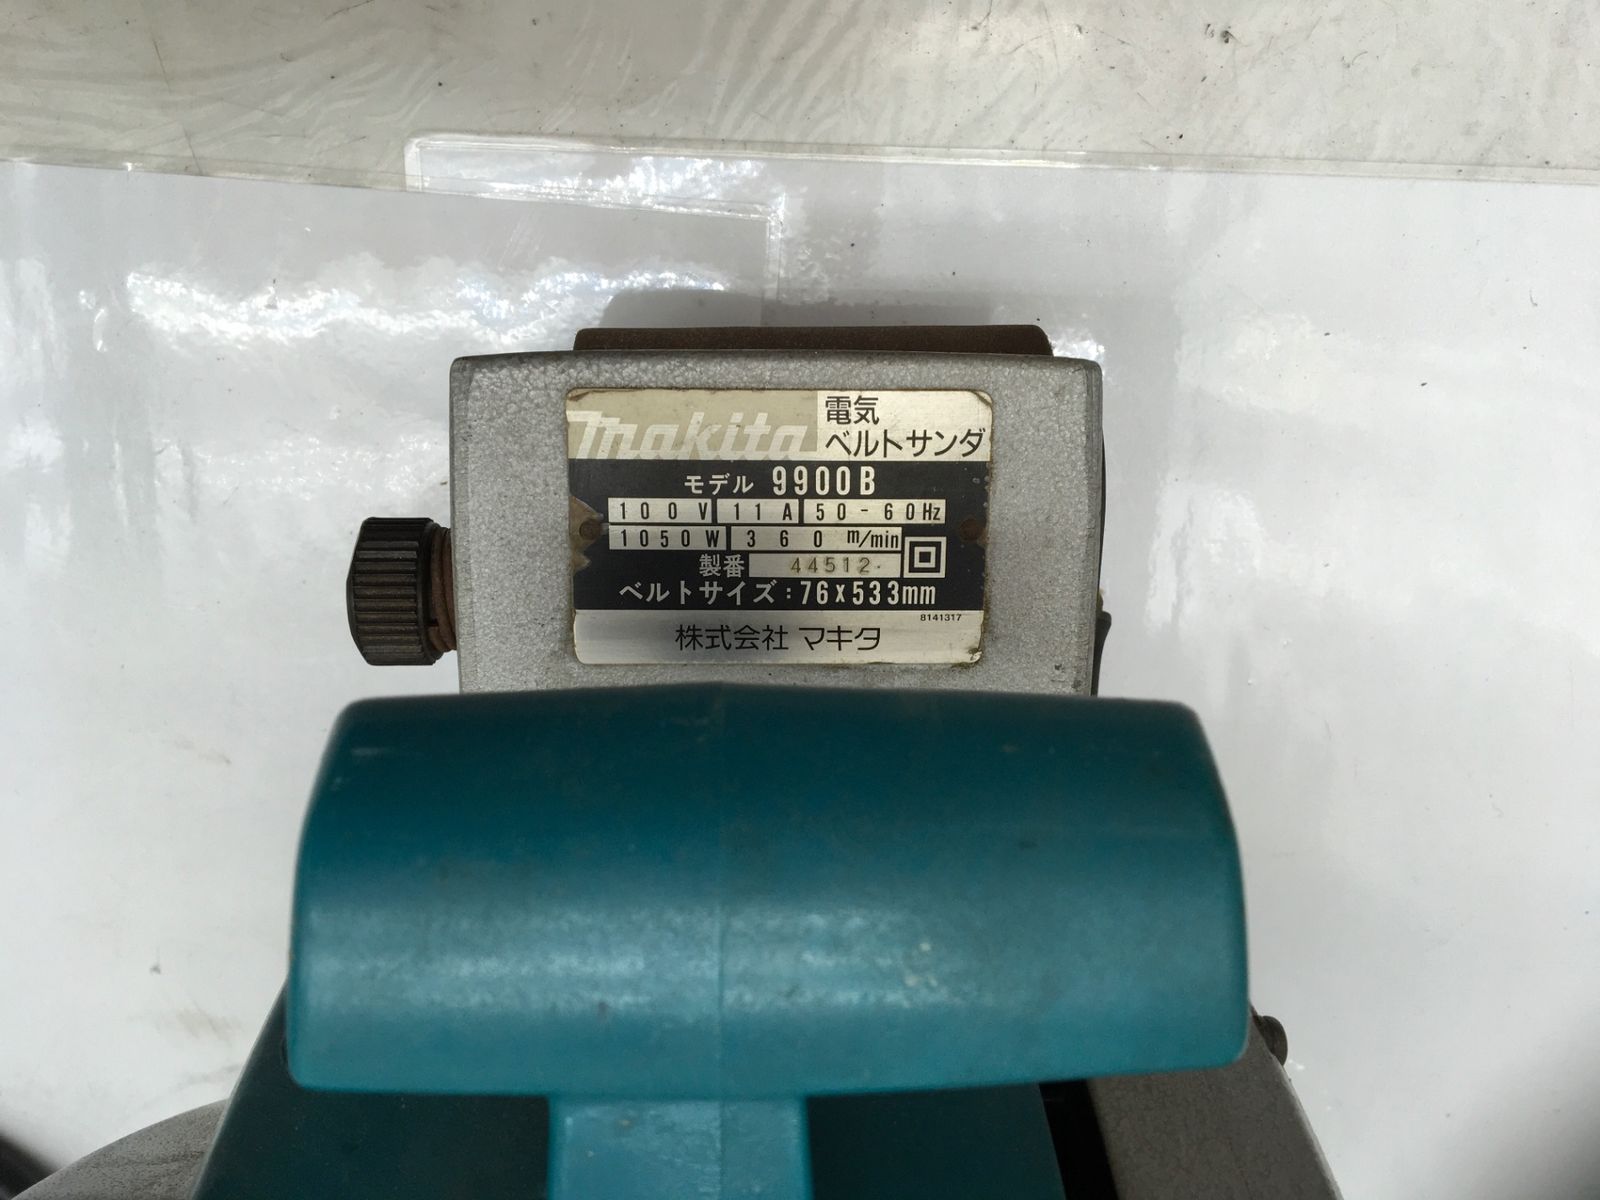 makita 電気
ベルトサンダ
モデル 9900B
100V 11A 50-60Hz
1050W 360 m/min
製番 44512
ベルトサイズ:76x533mm
8141317
株式会社 マキタ